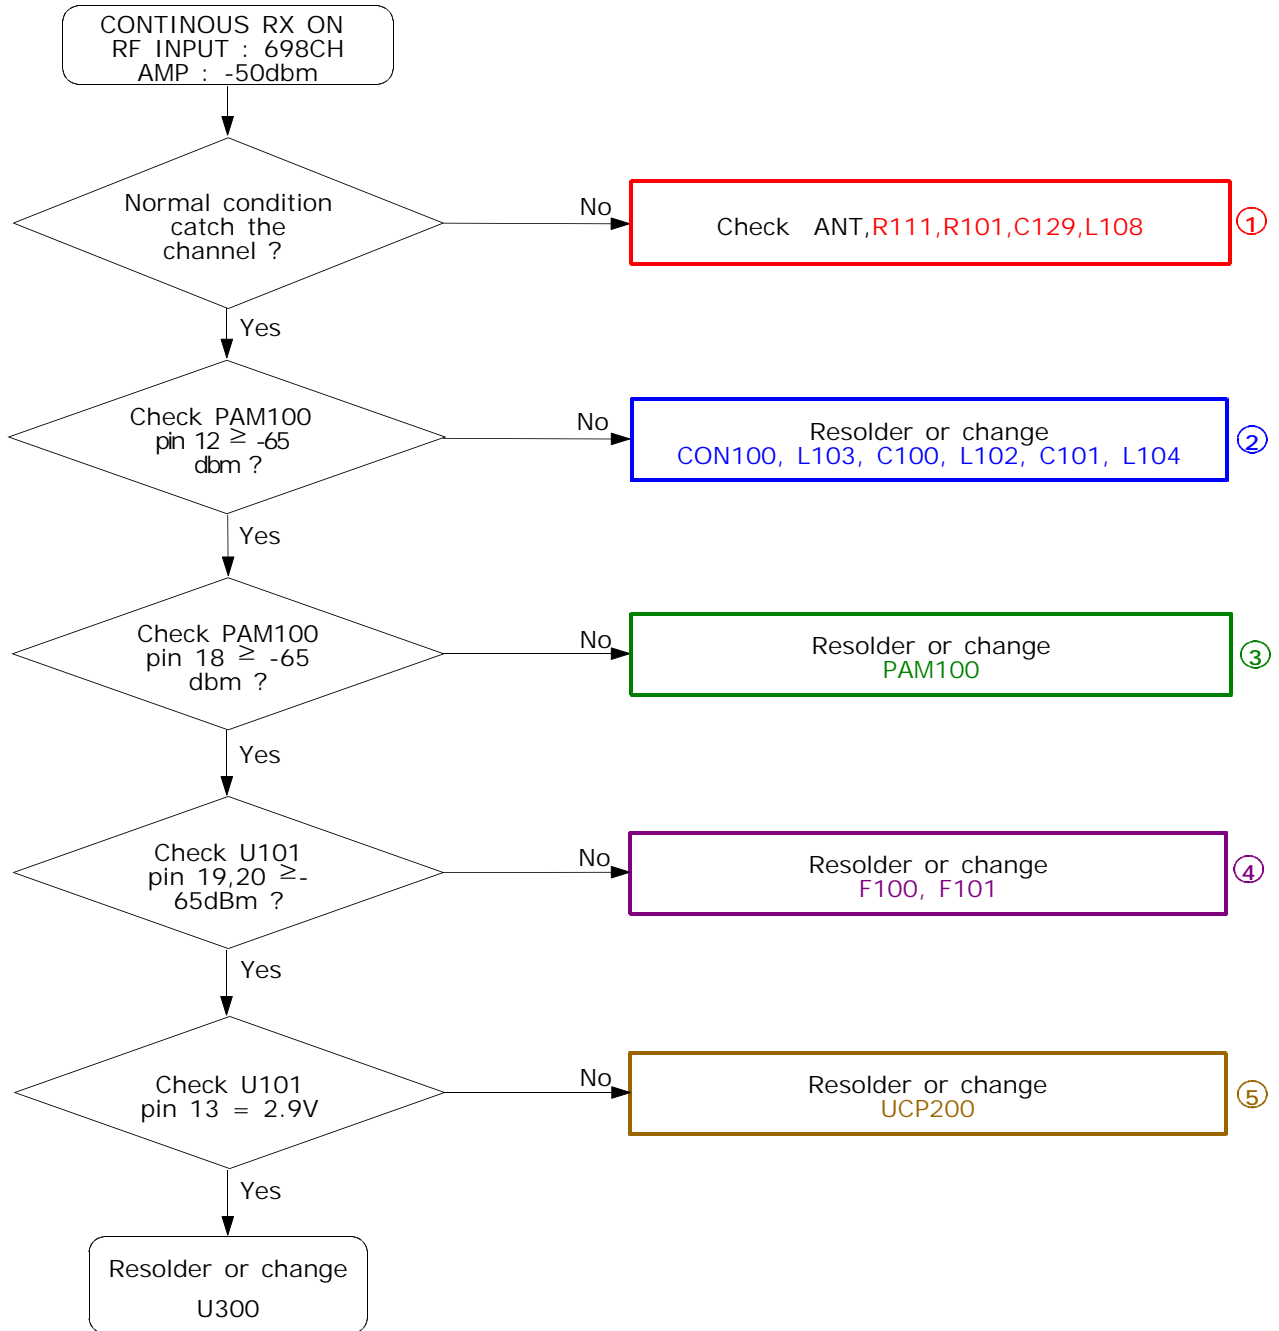 CONTINOUS RX ON
RF INPUT : 698CH
AMP : -50dbm
Normal condition
catch the
channel ?
No
Check ANT,R111,R101,C129,L108
1
Yes
Check PAM100
pin 12 ≥ -65
dbm ?
No
Resolder or change
CON100, L103, C100, L102, C101, L104
2
Yes
Check PAM100
pin 18 ≥ -65
dbm ?
No
Resolder or change
PAM100
3
Yes
Check U101
pin 19,20 ≥-
65dBm ?
No
Resolder or change
F100, F101
4
Yes
Check U101
pin 13 = 2.9V
No
Resolder or change
UCP200
5
Yes
Resolder or change
U300